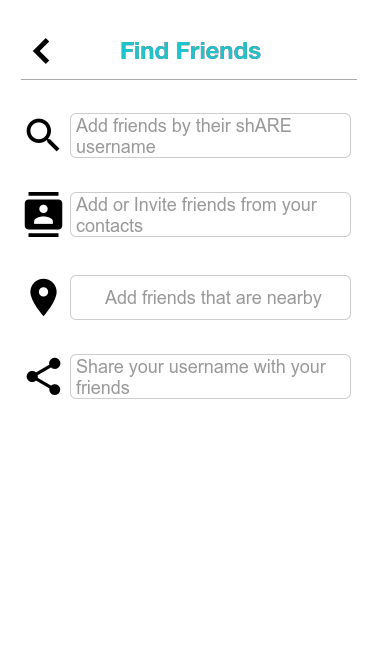 Find Friends
Add friends by their shARE
username
Add or Invite friends from your
contacts
Add friends that are nearby
Share your username with your
friends